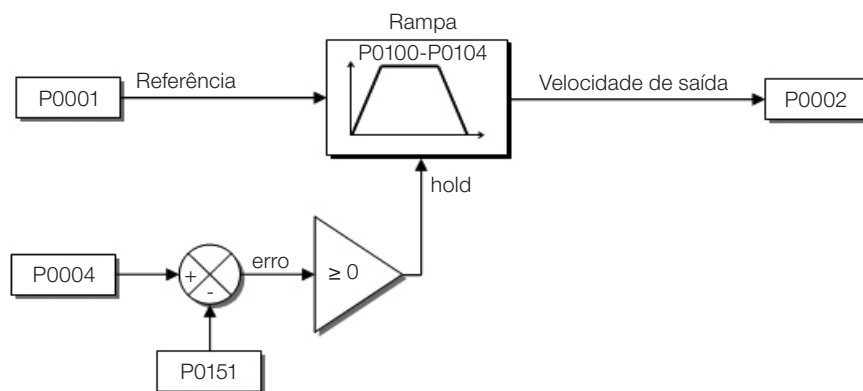 Rampa
P0100-P0104
Referência
P0001
Velocidade de saída
P0002
hold
P0004
+
-
erro
≥ 0
P0151